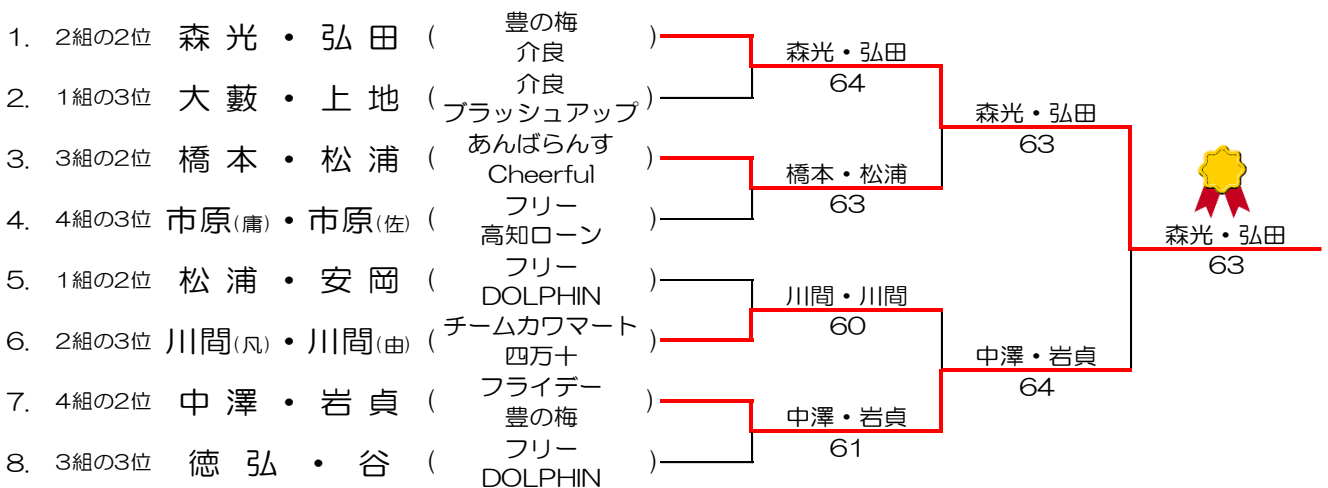 1. 2組の2位 森光・弘田 (豊の梅
介良)
2. 1組の3位 大藪・上地 (介良
ブラッシュアップ)
3. 3組の2位 橋本・松浦 (あんばらんす
Cheerful)
4. 4組の3位 市原(庸)・市原(佐) (フリー
高知ローン)
5. 1組の2位 松浦・安岡 (フリー
DOLPHIN)
6. 2組の3位 川間(凡)・川間(由) (チームカワマート
四万十)
7. 4組の2位 中澤・岩貞 (フライデー
豊の梅)
8. 3組の3位 徳弘・谷 (フリー
DOLPHIN)
森光・弘田
64
橋本・松浦
63
川間・川間
60
中澤・岩貞
61
森光・弘田
63
中澤・岩貞
64
森光・弘田
63